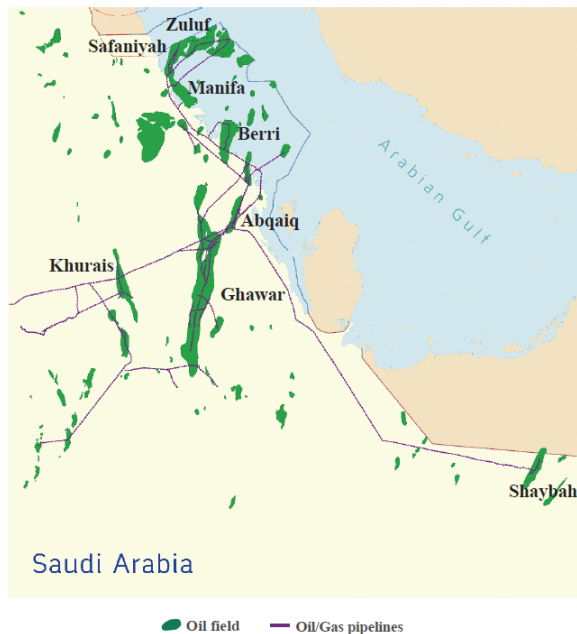 Zuluf
Safaniyah
Manifa
Berri
Arabian Gulf
Abqaiq
Khurais
Ghawar
Shaybah
Saudi Arabia
Oil field
Oil/Gas pipelines